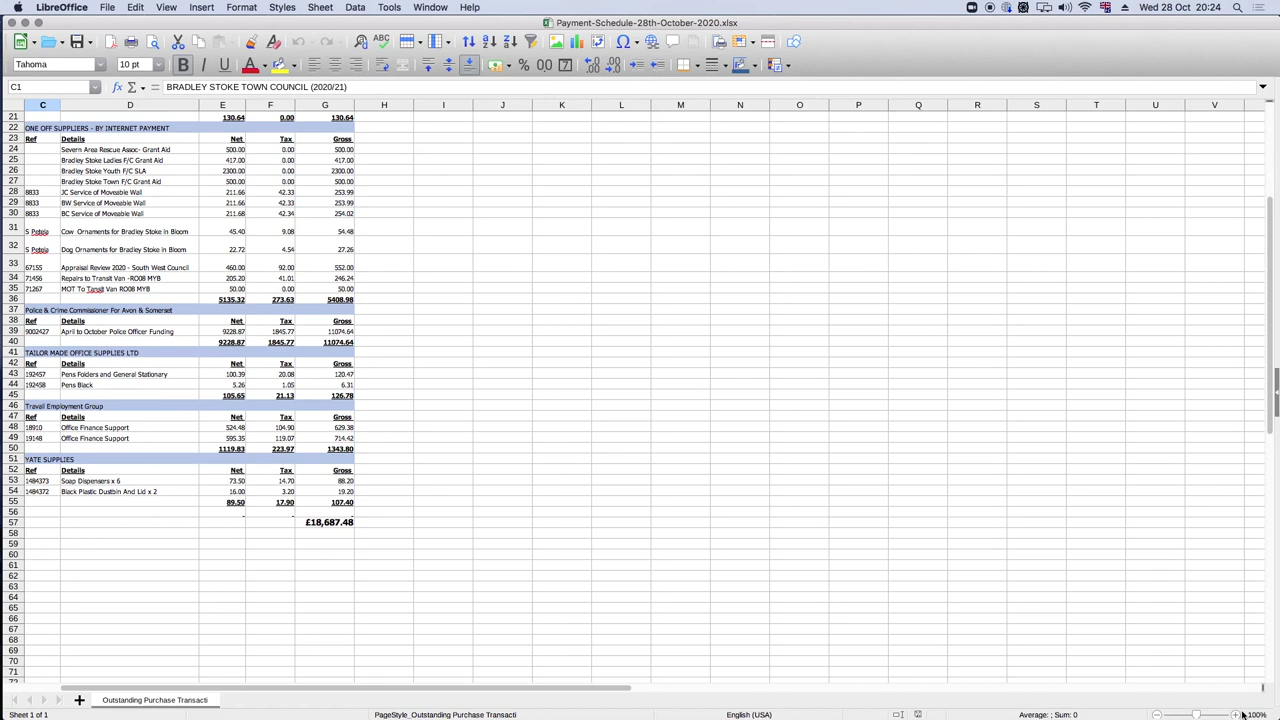 LibreOffice File Edit View Insert Format Styles Sheet Data Tools Window Help Wed 28 Oct 20:24
Payment-Schedule-28th-October-2020.xlsx
Tahoma 10 pt
C1 BRADLEY STOKE TOWN COUNCIL (2020/21)
C D E F G H I J K L M N O P Q R S T U V
21 130.64 0.00 130.64
22 ONE OFF SUPPLIERS - BY INTERNET PAYMENT
23 Ref Details Net Tax Gross
24 Severn Area Rescue Assoc- Grant Aid 500.00 0.00 500.00
25 Bradley Stoke Ladies F/C Grant Aid 417.00 0.00 417.00
26 Bradley Stoke Youth F/C SLA 2300.00 0.00 2300.00
27 Bradley Stoke Town F/C Grant Aid 500.00 0.00 500.00
28 8833 JC Service of Moveable Wall 211.66 42.33 253.99
29 8833 BW Service of Moveable Wall 211.66 42.33 253.99
30 8833 BC Service of Moveable Wall 211.68 42.34 254.02
31 S Poteja Cow Ornaments for Bradley Stoke in Bloom 45.40 9.08 54.48
32 S Poteja Dog Ornaments for Bradley Stoke in Bloom 22.72 4.54 27.26
33 67155 Appraisal Review 2020 - South West Council 460.00 92.00 552.00
34 71456 Repairs to Transit Van -RO08 MYB 205.20 41.01 246.24
35 71267 MOT To Tansit Van RO08 MYB 50.00 0.00 50.00
36 5135.32 273.63 5408.98
37 Police & Crime Commissioner For Avon & Somerset
38 Ref Details Net Tax Gross
39 9002427 April to October Police Officer Funding 9228.87 1845.77 11074.64
40 9228.87 1845.77 11074.64
41 TAILOR MADE OFFICE SUPPLIES LTD
42 Ref Details Net Tax Gross
43 192457 Pens Folders and General Stationary 100.39 20.08 120.47
44 192458 Pens Black 5.26 1.05 6.31
45 105.65 21.13 126.78
46 Travail Employment Group
47 Ref Details Net Tax Gross
48 18910 Office Finance Support 524.48 104.90 629.38
49 19148 Office Finance Support 595.35 119.07 714.42
50 1119.83 223.97 1343.80
51 YATE SUPPLIES
52 Ref Details Net Tax Gross
53 1484373 Soap Dispensers x 6 73.50 14.70 88.20
54 1484372 Black Plastic Dustbin And Lid x 2 16.00 3.20 19.20
55 89.50 17.90 107.40
56 - - -
57 £18,687.48
58
59
60
61
62
63
64
65
66
67
68
69
70
71
72
Outstanding Purchase Transacti
Sheet 1 of 1 PageStyle_Outstanding Purchase Transacti English (USA) Average: ; Sum: 0 100%